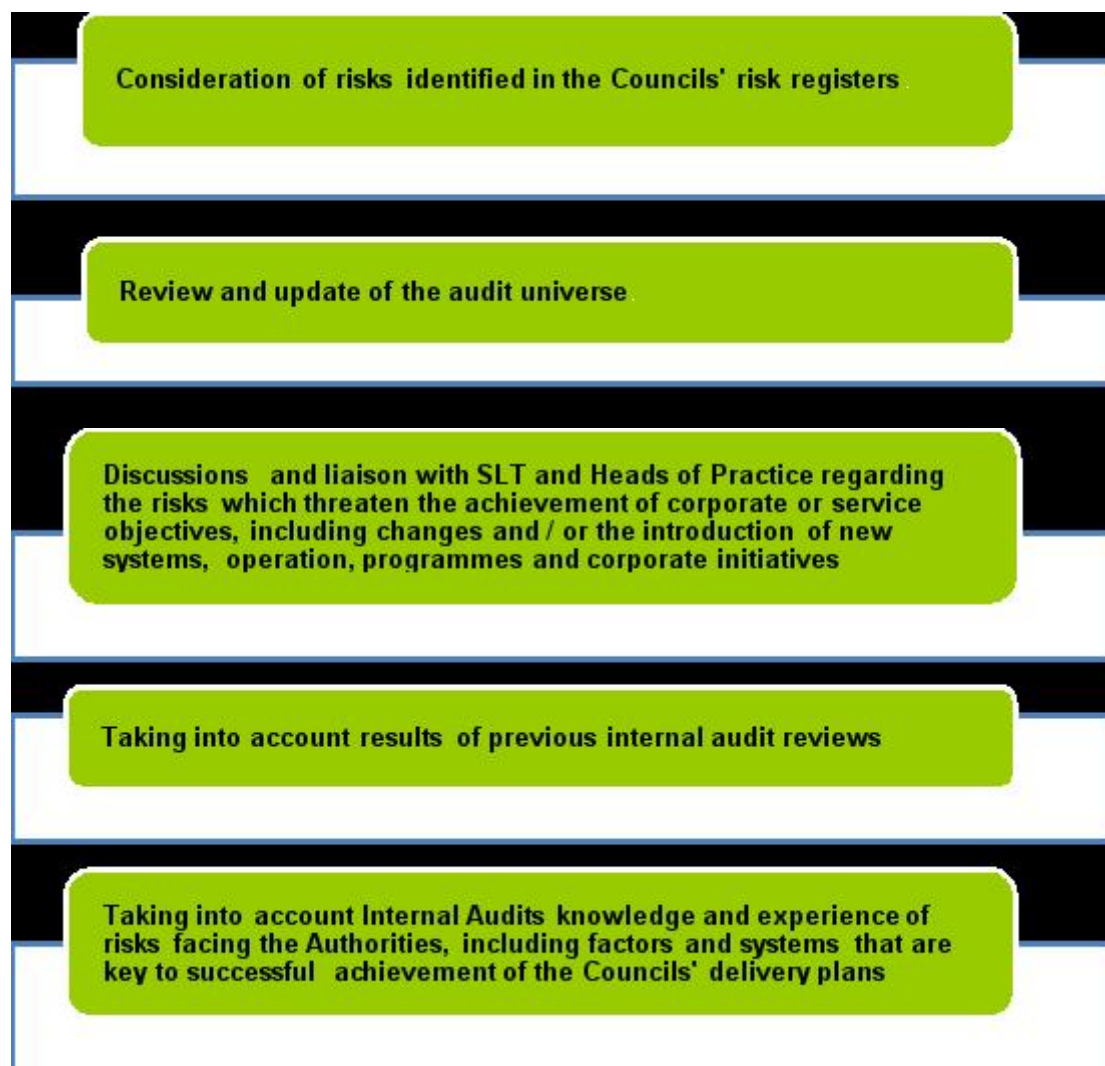 Consideration of risks identified in the Councils' risk registers
Review and update of the audit universe
Discussions and liaison with SLT and Heads of Practice regarding
the risks which threaten the achievement of corporate or service
objectives, including changes and / or the introduction of new
systems, operation, programmes and corporate initiatives
Taking into account results of previous internal audit reviews
Taking into account Internal Audits knowledge and experience of
risks facing the Authorities, including factors and systems that are
key to successful achievement of the Councils' delivery plans